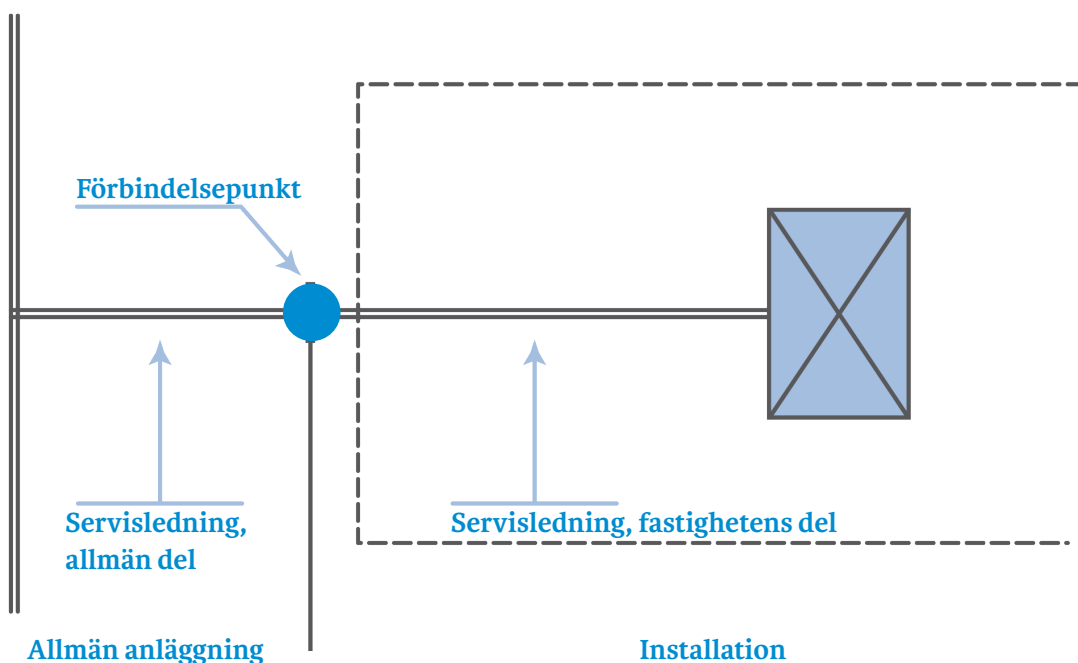 Förbindelsepunkt
Servisledning,
allmän del
Servisledning, fastighetens del
Allmän anläggning
Installation